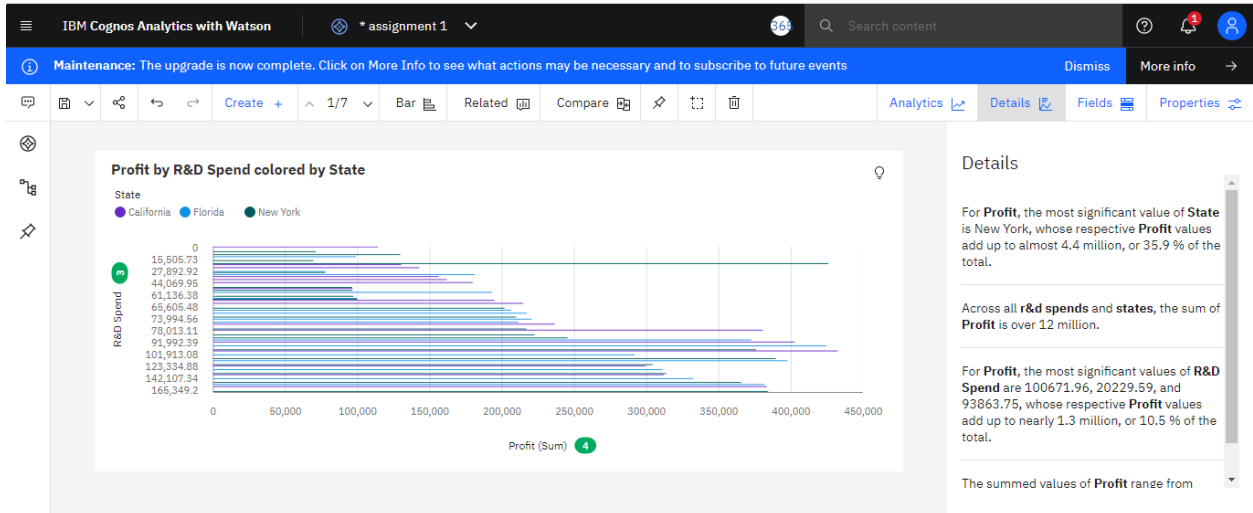 IBM Cognos Analytics with Watson
* assignment 1
365
Search content
1
Maintenance: The upgrade is now complete. Click on More Info to see what actions may be necessary and to subscribe to future events
Dismiss
More info
Create +
1/7
Bar
Related
Compare
Analytics
Details
Fields
Properties
Profit by R&D Spend colored by State
State
California
Florida
New York
R&D Spend
3
0
15,505.73
27,892.92
44,069.95
61,136.38
65,605.48
73,994.56
78,013.11
91,992.39
101,913.08
123,334.88
142,107.34
165,349.2
0 50,000 100,000 150,000 200,000 250,000 300,000 350,000 400,000 450,000
Profit (Sum) 4
Details
For Profit, the most significant value of State
is New York, whose respective Profit values
add up to almost 4.4 million, or 35.9 % of the
total.
Across all r&d spends and states, the sum of
Profit is over 12 million.
For Profit, the most significant values of R&D
Spend are 100671.96, 20229.59, and
93863.75, whose respective Profit values
add up to nearly 1.3 million, or 10.5 % of the
total.
The summed values of Profit range from